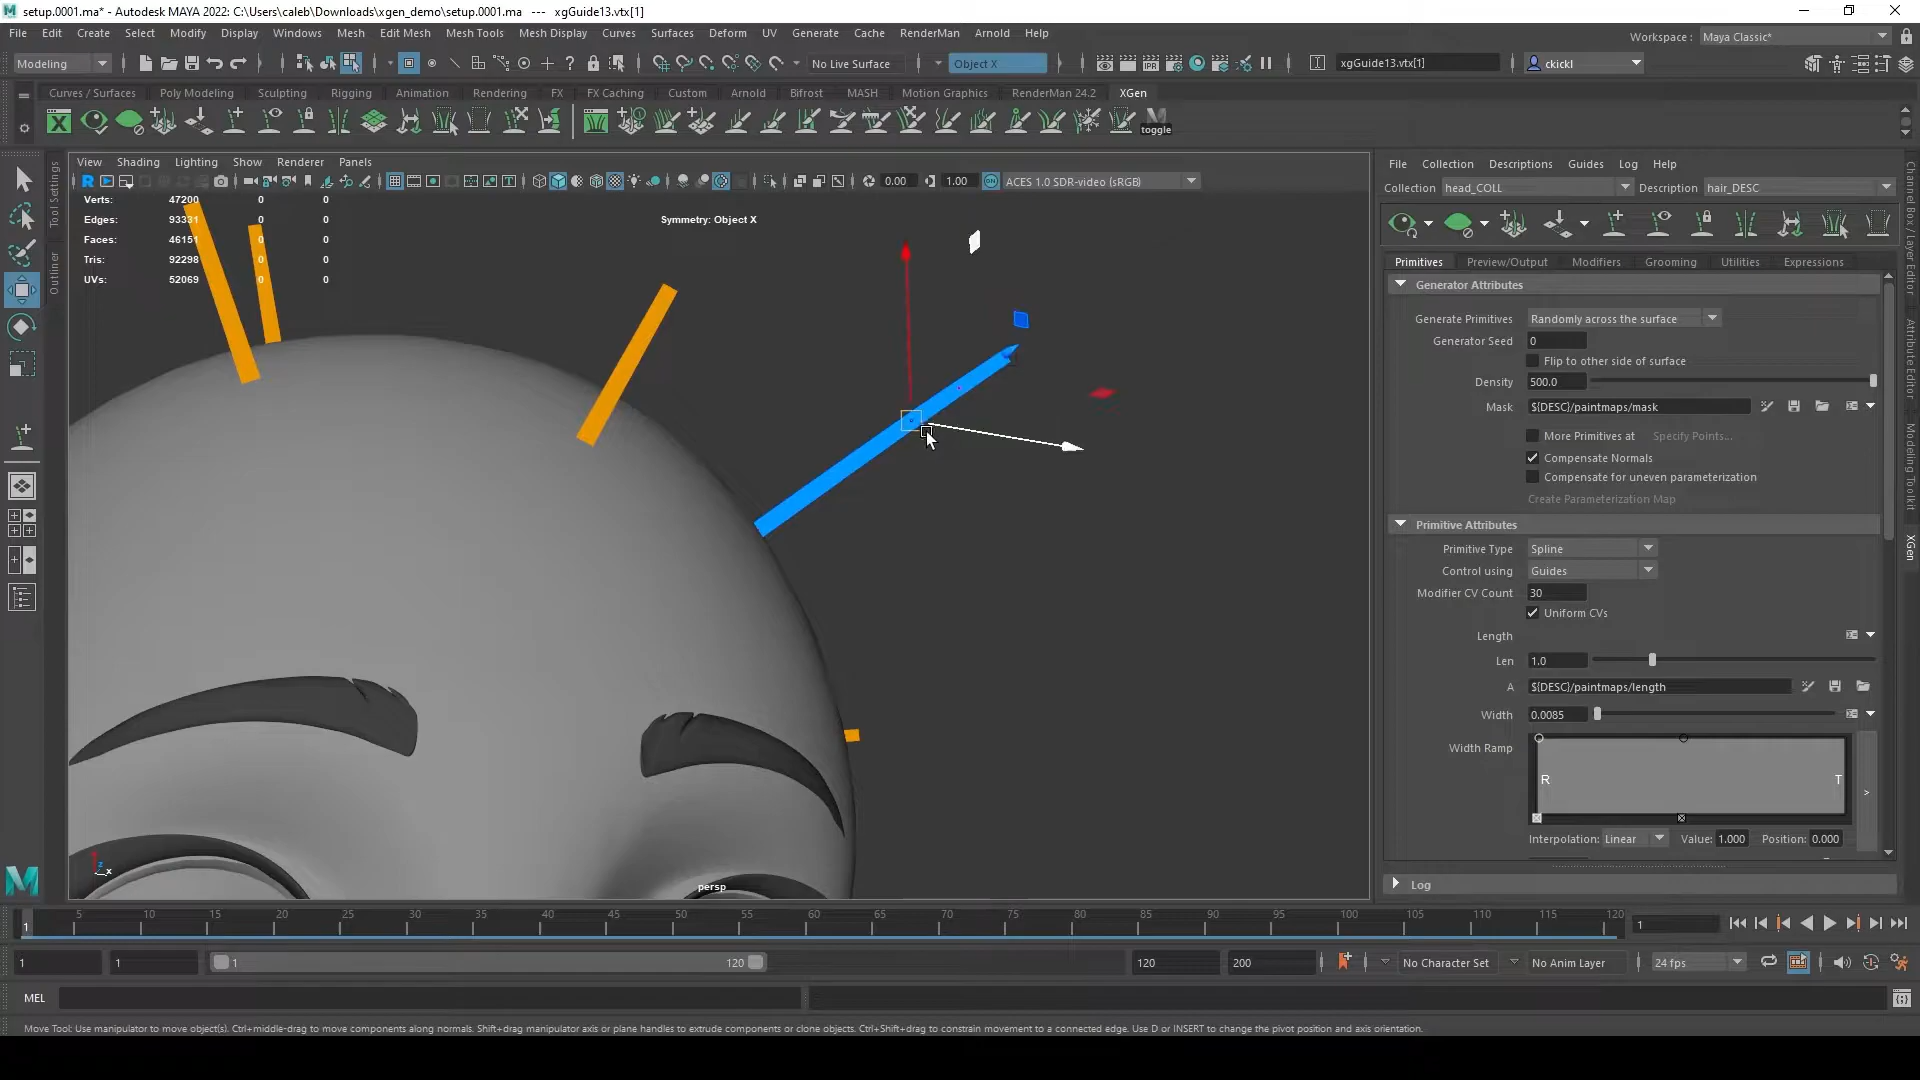 setup.0001.ma* - Autodesk MAYA 2022: C:\Users\caleb\Downloads\xgen_demo\setup.0001.ma --- xgGuide13.vtx[1]
File Edit Create Select Modify Display Windows Mesh Edit Mesh Mesh Tools Mesh Display Curves Surfaces Deform UV Generate Cache RenderMan Arnold Help
Workspace : Maya Classic*
Modeling No Live Surface Object X xgGuide13.vtx[1] ckickl
Curves / Surfaces Poly Modeling Sculpting Rigging Animation Rendering FX FX Caching Custom Arnold Bifrost MASH Motion Graphics RenderMan 24.2 XGen
toggle
View Shading Lighting Show Renderer Panels
0.00 1.00 ACES 1.0 SDR-video (sRGB)
Verts: 47200 0 0
Edges: 93331 0 0
Faces: 46151 0 0
Tris: 92298 0 0
UVs: 52069 0 0
Symmetry: Object X
persp
Tool Settings
Outliner
File Collection Descriptions Guides Log Help
Collection head_COLL Description hair_DESC
Primitives Preview/Output Modifiers Grooming Utilities Expressions
Generator Attributes
Generate Primitives Randomly across the surface
Generator Seed 0
Flip to other side of surface
Density 500.0
Mask ${DESC}/paintmaps/mask
More Primitives at Specify Points...
Compensate Normals
Compensate for uneven parameterization
Create Parameterization Map
Primitive Attributes
Primitive Type Spline
Control using Guides
Modifier CV Count 30
Uniform CVs
Length
Len 1.0
A ${DESC}/paintmaps/length
Width 0.0085
Width Ramp
R T
>
Interpolation: Linear Value: 1.000 Position: 0.000
Log
Channel Box / Layer Editor
Attribute Editor
Modeling Toolkit
XGen
5 10 15 20 25 30 35 40 45 50 55 60 65 70 75 80 85 90 95 100 105 110 115 120
1 1
1 1 1 120 120 200 No Character Set No Anim Layer 24 fps
MEL
Move Tool: Use manipulator to move object(s). Ctrl+middle-drag to move components along normals. Shift+drag manipulator axis or plane handles to extrude components or clone objects. Ctrl+Shift+drag to constrain movement to a connected edge. Use D or INSERT to change the pivot position and axis orientation.